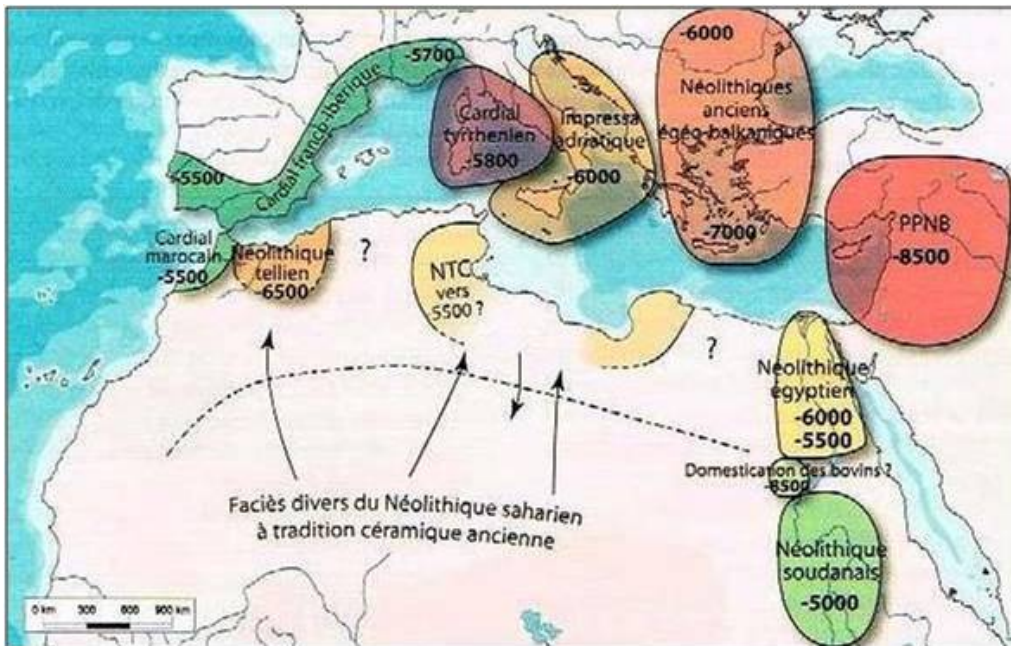 -6000
Néolithiques
anciens
égéo-balkaniques
-7000
-5700
Cardial franco-ibérique
-5500
Cardial
tyrrhenien
-5800
Impressa
adriatique
-6000
PPNB
-8500
Cardial
marocain
-5500
Néolithique
tellien
-6500
?
NTC
vers
5500 ?
?
Néolithique
égyptien
-6000
-5500
Domestication des bovins ?
-8500
Faciès divers du Néolithique saharien
à tradition céramique ancienne
Néolithique
soudanais
-5000
0 km 300 600 900 km